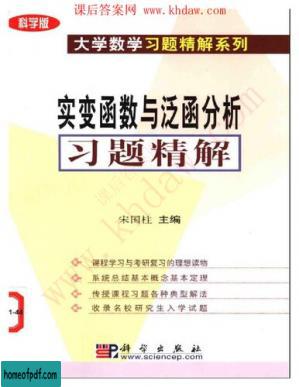 课后答案网 www.khdaw.com
科学版
大学数学习题精解系列
实变函数与泛函分析
习题精解
宋国柱 主编
课程学习与考研复习的理想读物
系统总结基本概念基本定理
传授课程习题各种典型解法
收录名校研究生入学试题
1-44
科学出版社
www.sciencep.com
homeofpdf.com